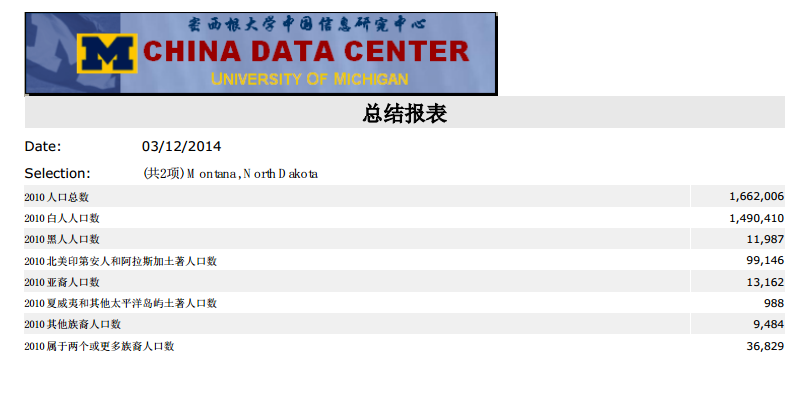 密西根大学中国信息研究中心
M CHINA DATA CENTER
UNIVERSITY OF MICHIGAN
总结报表
Date: 03/12/2014
Selection: (共2项)Montana,North Dakota
2010人口总数 1,662,006
2010白人人口数 1,490,410
2010黑人人口数 11,987
2010北美印第安人和阿拉斯加土著人口数 99,146
2010亚裔人口数 13,162
2010夏威夷和其他太平洋岛屿土著人口数 988
2010其他族裔人口数 9,484
2010属于两个或更多族裔人口数 36,829